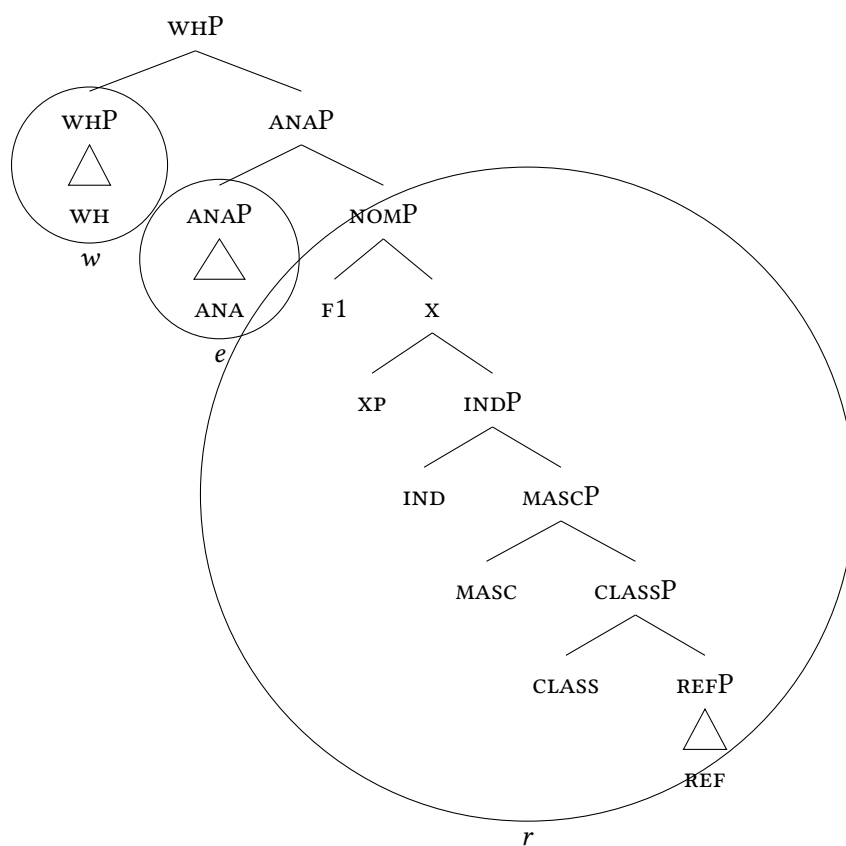 WHP
WHP ANAP
WH ANAP NOMP
w
ANA F1 X
e
XP INDP
IND MASCP
MASC CLASSP
CLASS REFP
REF
r